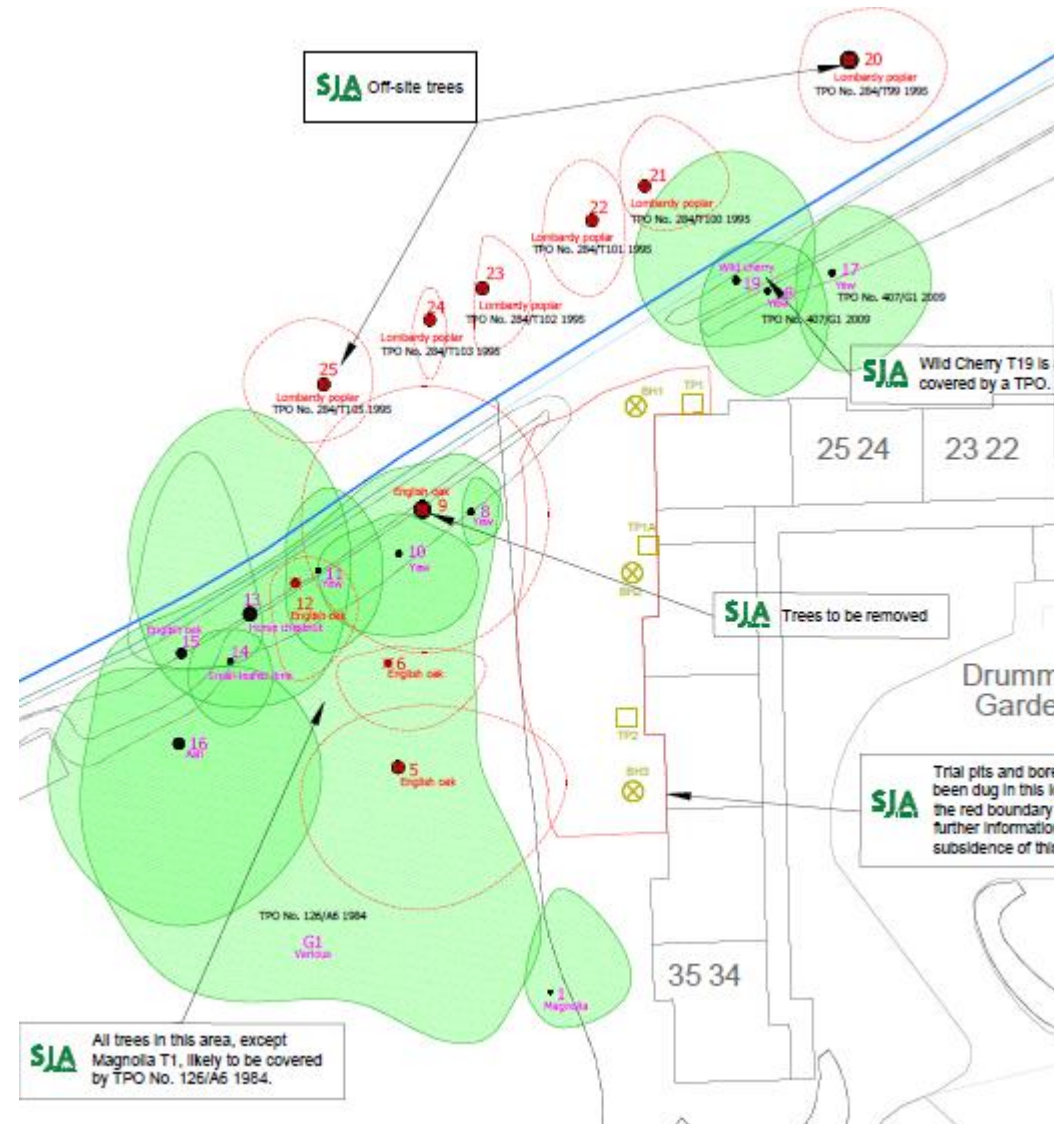 20
Lombardy poplar
TPO No. 284/T99 1995
SJA Off-site trees
21
Lombardy poplar
TPO No. 284/T100 1995
22
Lombardy poplar
TPO No. 284/T101 1995
23
Lombardy poplar
TPO No. 284/T102 1995
24
Lombardy poplar
TPO No. 284/T103 1995
25
Lombardy poplar
TPO No. 284/T105 1995
Wild cherry
19
17
Yew
TPO No. 407/G1 2009
Yew
TPO No. 407/G1 2009
SJA Wild Cherry T19 is
covered by a TPO.
BH1
TP1
25 24
23 22
English oak
9
8
Yew
10
Yew
11
Yew
12
English oak
13
Horse chestnut
English oak
15
14
Small-leafed lime
16
Ash
6
English oak
5
English oak
TP1A
BH2
SJA Trees to be removed
TP2
BH3
Drumm
Garde
SJA Trial pits and bore
been dug in this
the red boundary
further information
subsidence of this
TPO No. 126/A6 1984
G1
Various
1
Magnolia
35 34
SJA All trees in this area, except
Magnolia T1, likely to be covered
by TPO No. 126/A6 1984.